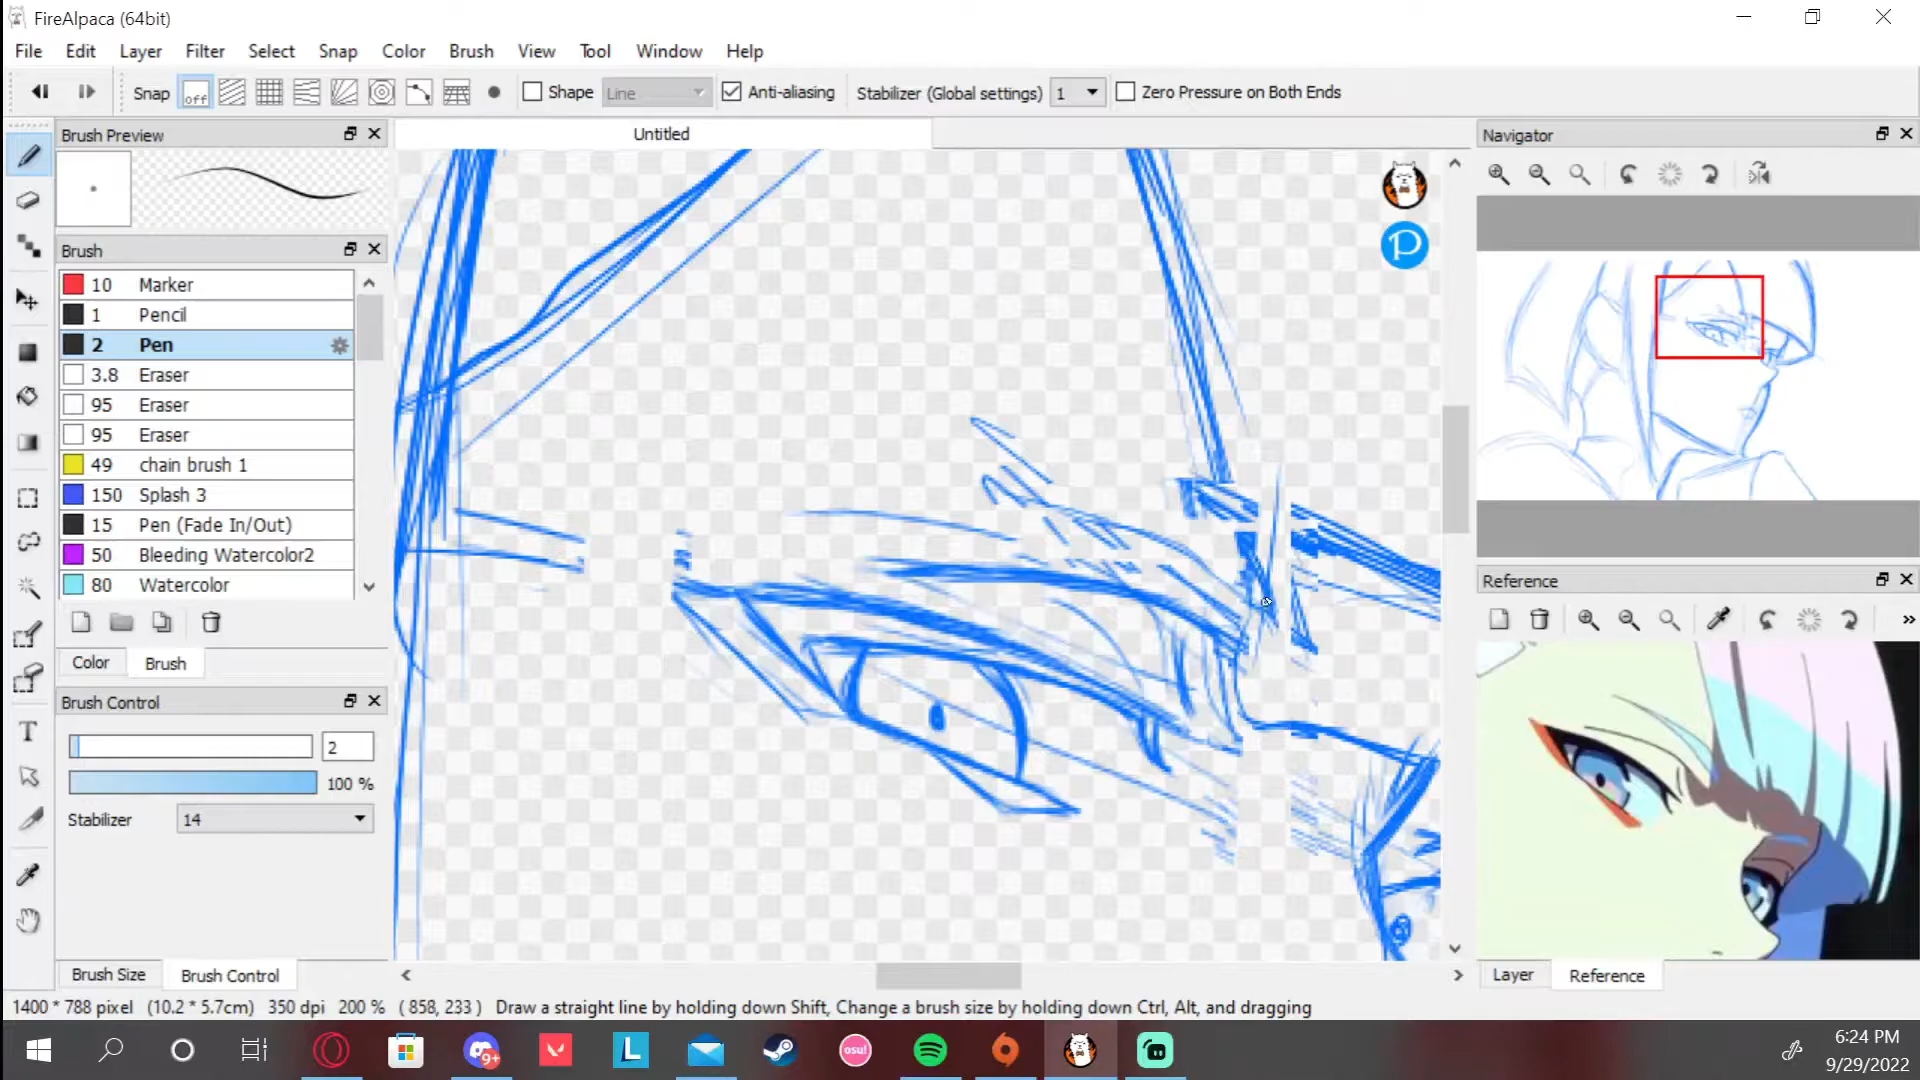 FireAlpaca (64bit)
File Edit Layer Filter Select Snap Color Brush View Tool Window Help
Snap off Shape Line Anti-aliasing Stabilizer (Global settings) 1 Zero Pressure on Both Ends
Brush Preview
Untitled
Navigator
Brush
10 Marker
1 Pencil
2 Pen
3.8 Eraser
95 Eraser
95 Eraser
49 chain brush 1
150 Splash 3
15 Pen (Fade In/Out)
50 Bleeding Watercolor2
80 Watercolor
P
Reference
»
Color Brush
Brush Control
2
100 %
Stabilizer 14
T
Brush Size Brush Control
Layer Reference
1400 * 788 pixel (10.2 * 5.7cm) 350 dpi 200 % ( 858, 233 ) Draw a straight line by holding down Shift, Change a brush size by holding down Ctrl, Alt, and dragging
9+
L
osu!
6:24 PM
9/29/2022